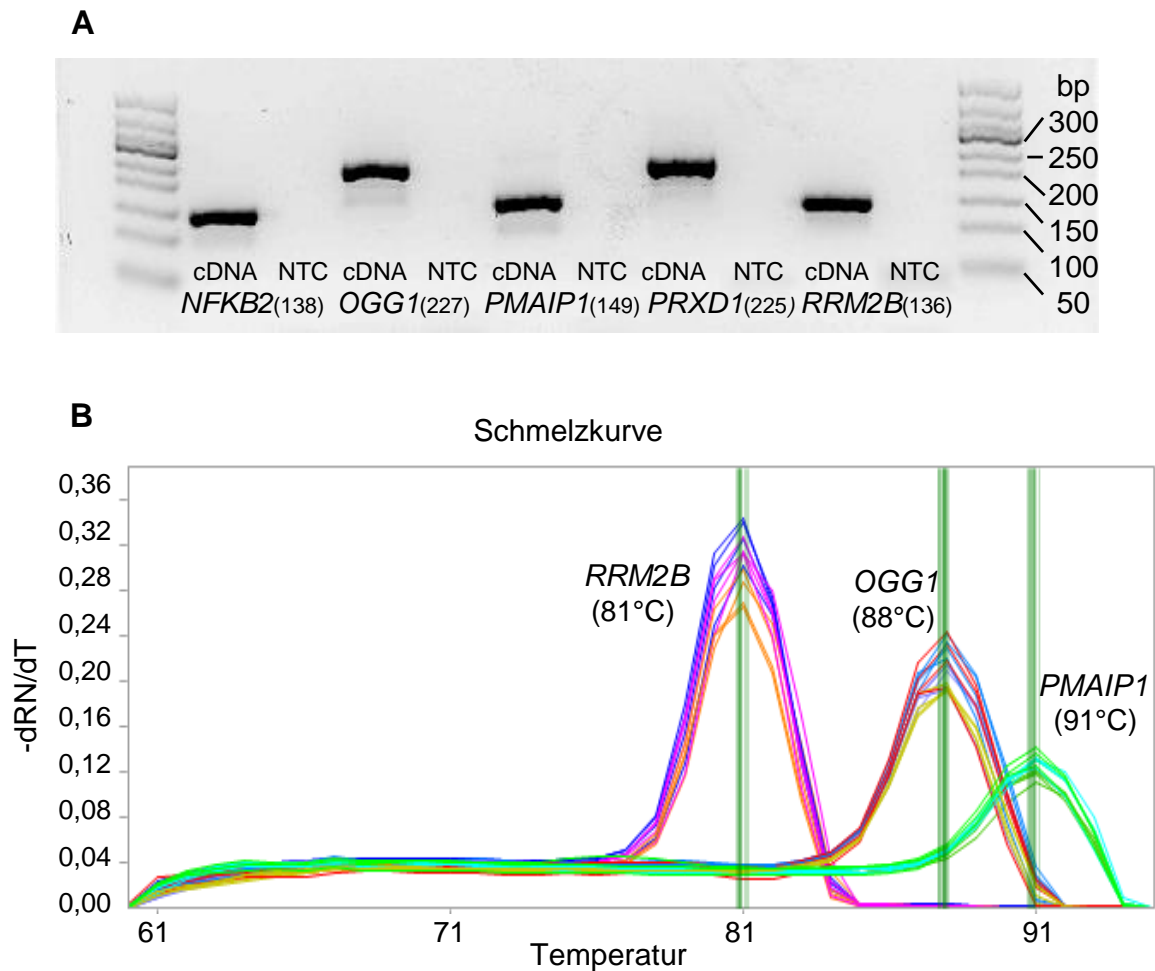 A
bp
300
250
200
150
100
50
cDNA NTC cDNA NTC cDNA NTC cDNA NTC cDNA NTC
NFKB2(138) OGG1(227) PMAIP1(149) PRXD1(225) RRM2B(136)
B
Schmelzkurve
-dRN/dT
0,36
0,32
0,28
0,24
0,20
0,16
0,12
0,08
0,04
0,00
RRM2B
(81°C)
OGG1
(88°C)
PMAIP1
(91°C)
61 71 81 91
Temperatur